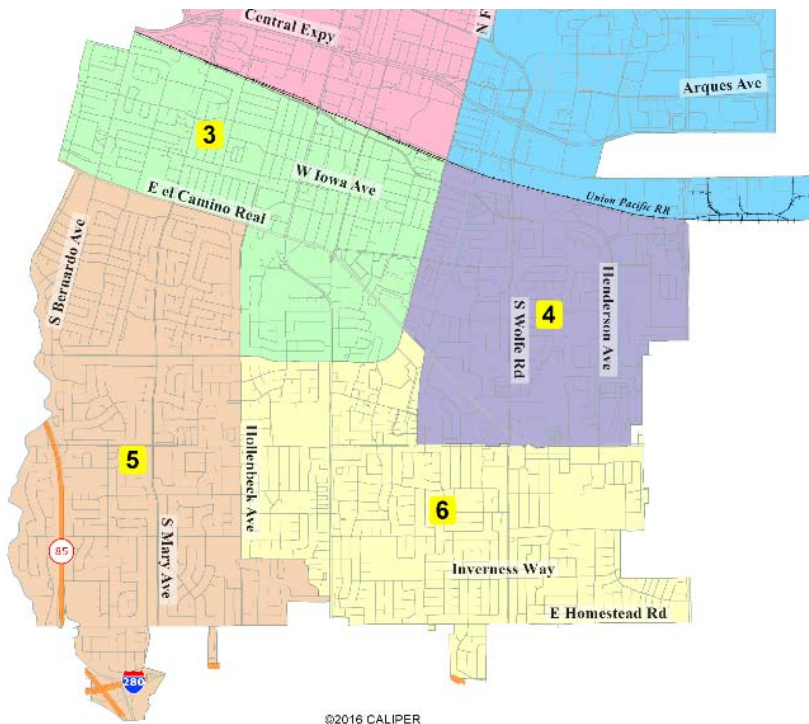 Central Expy
N F
Arques Ave
3
W Iowa Ave
E el Camino Real
Union Pacific RR
S Bernardo Ave
4
Henderson Ave
S Wolfe Rd
5
Hollenbeck Ave
6
85
S Mary Ave
Inverness Way
E Homestead Rd
280
©2016 CALIPER